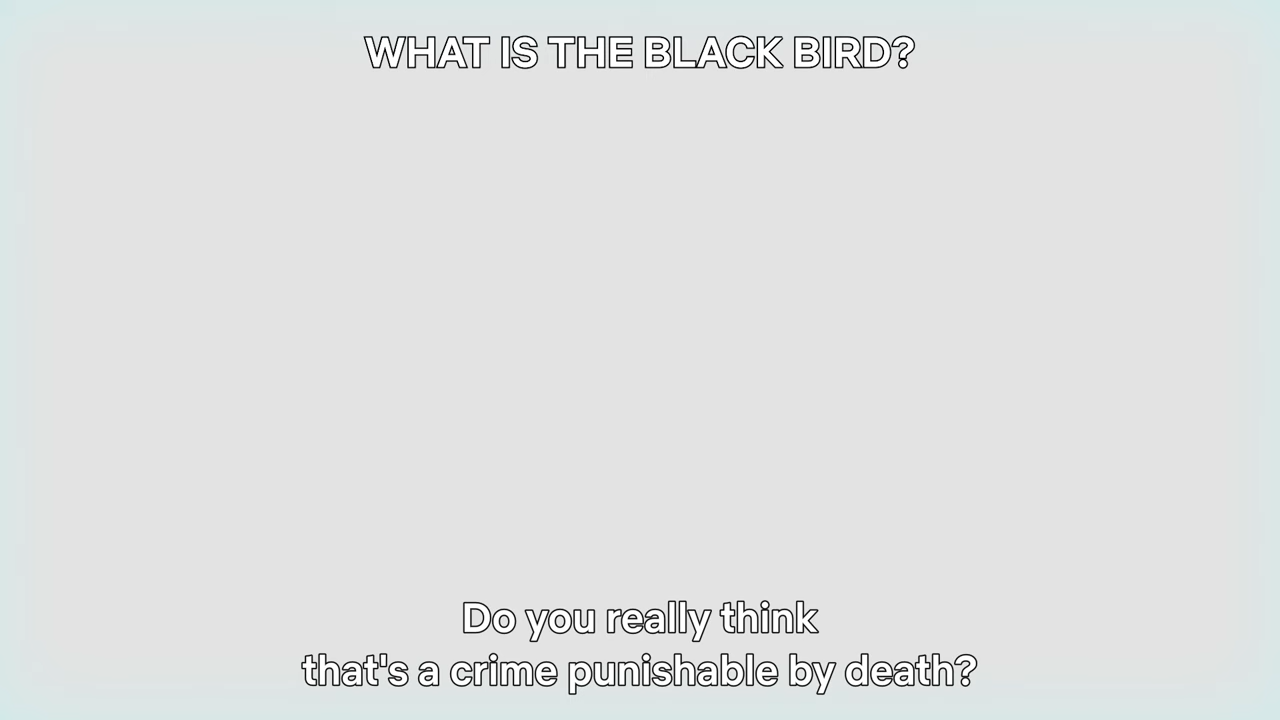 WHAT IS THE BLACK BIRD?
Do you really think
that's a crime punishable by death?